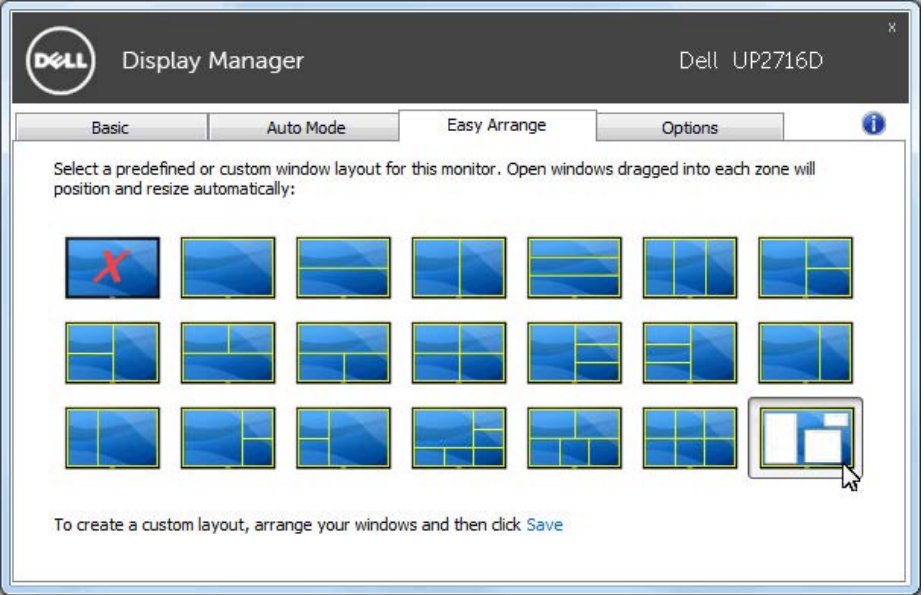 DELL
Display Manager
Dell UP2716D
x
Basic
Auto Mode
Easy Arrange
Options
i
Select a predefined or custom window layout for this monitor. Open windows dragged into each zone will
position and resize automatically:
X
To create a custom layout, arrange your windows and then click Save